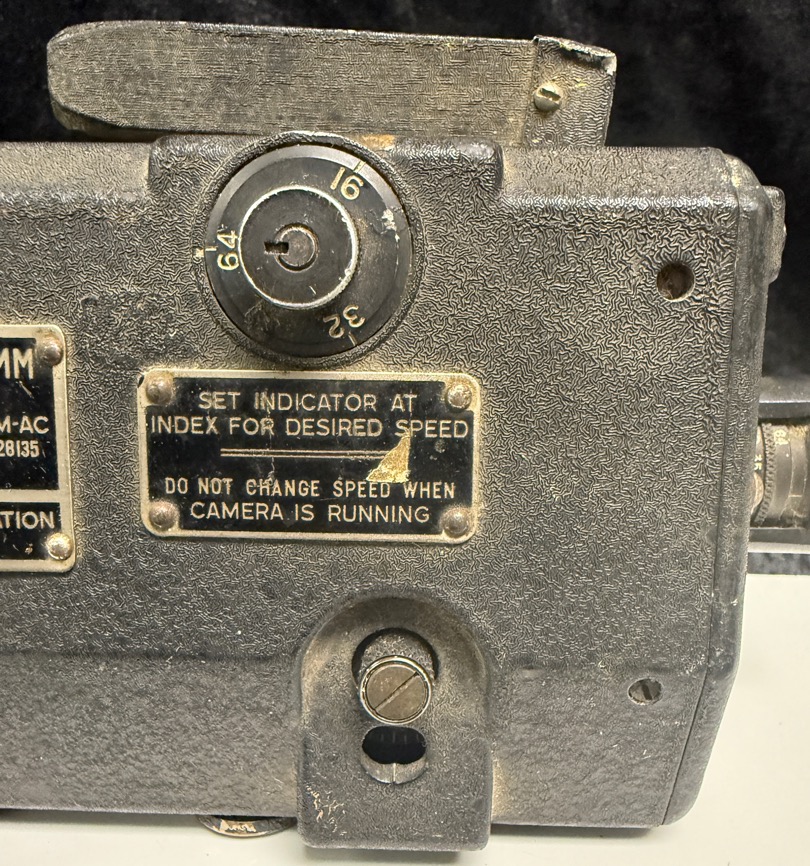 16
64
32
MM
M-AC
28135
ATION
SET INDICATOR AT
INDEX FOR DESIRED SPEED
DO NOT CHANGE SPEED WHEN
CAMERA IS RUNNING